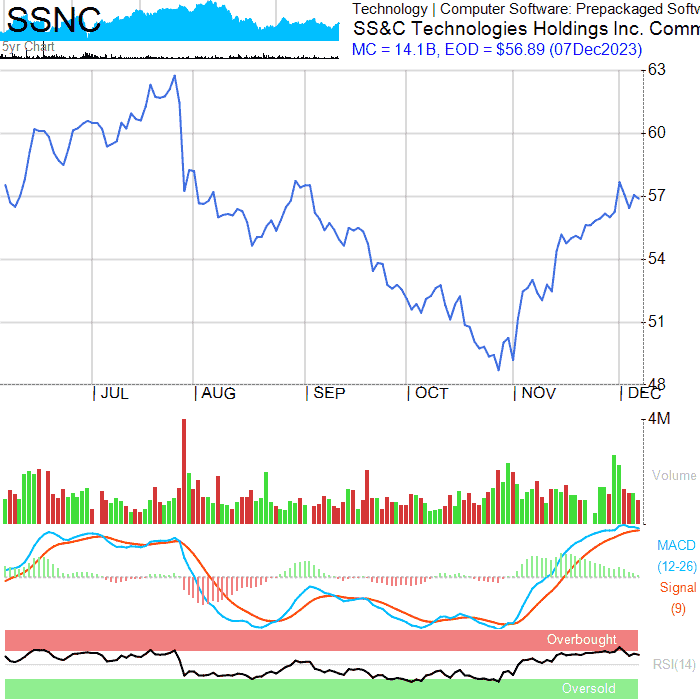 SSNC
5yr Chart
Technology | Computer Software: Prepackaged Softw
SS&C Technologies Holdings Inc. Comm
MC = 14.1B, EOD = $56.89 (07Dec2023)
63
60
57
54
51
48
JUL AUG SEP OCT NOV DEC
4M
Volume
MACD
(12-26)
Signal
(9)
Overbought
RSI(14)
Oversold